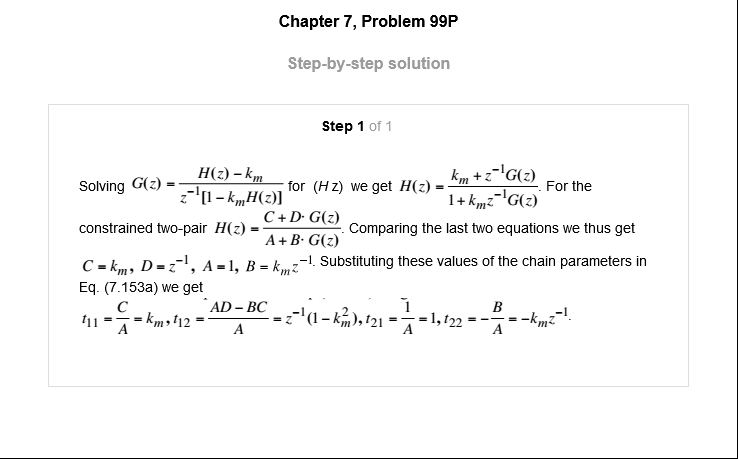 Chapter 7, Problem 99P
Step-by-step solution
Step 1 of 1
Solving G(z) = \frac{H(z) – k_m}{z^{-1}[1 – k_m H(z)]} for (H z) we get H(z) = \frac{k_m + z^{-1}G(z)}{1 + k_m z^{-1}G(z)}. For the
constrained two-pair H(z) = \frac{C + D· G(z)}{A + B· G(z)}. Comparing the last two equations we thus get
C = k_m, D = z^{-1}, A = 1, B = k_m z^{-1}. Substituting these values of the chain parameters in
Eq. (7.153a) we get
t_{11} = \frac{C}{A} = k_m, t_{12} = \frac{AD – BC}{A} = z^{-1}(1 – k_m^2), t_{21} = \frac{1}{A} = 1, t_{22} = –\frac{B}{A} = –k_m z^{-1}.